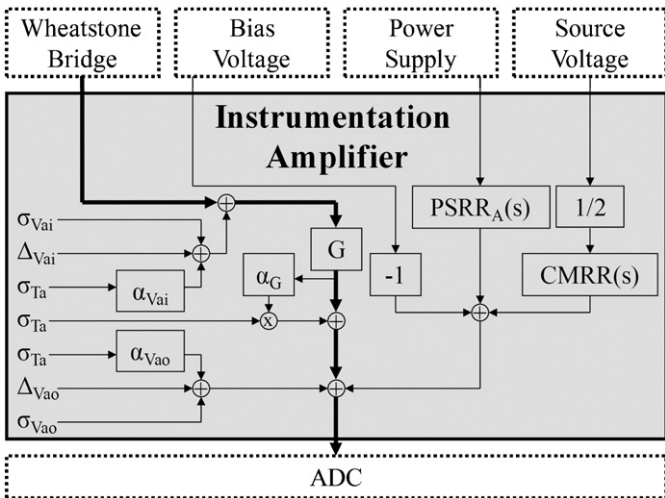 Wheatstone Bridge
Bias Voltage
Power Supply
Source Voltage
Instrumentation
Amplifier
σVai
ΔVai
σTa
αVai
σTa
σTa
αVao
ΔVao
σVao
G
αG
x
-1
PSRRA(s)
1/2
CMRR(s)
ADC